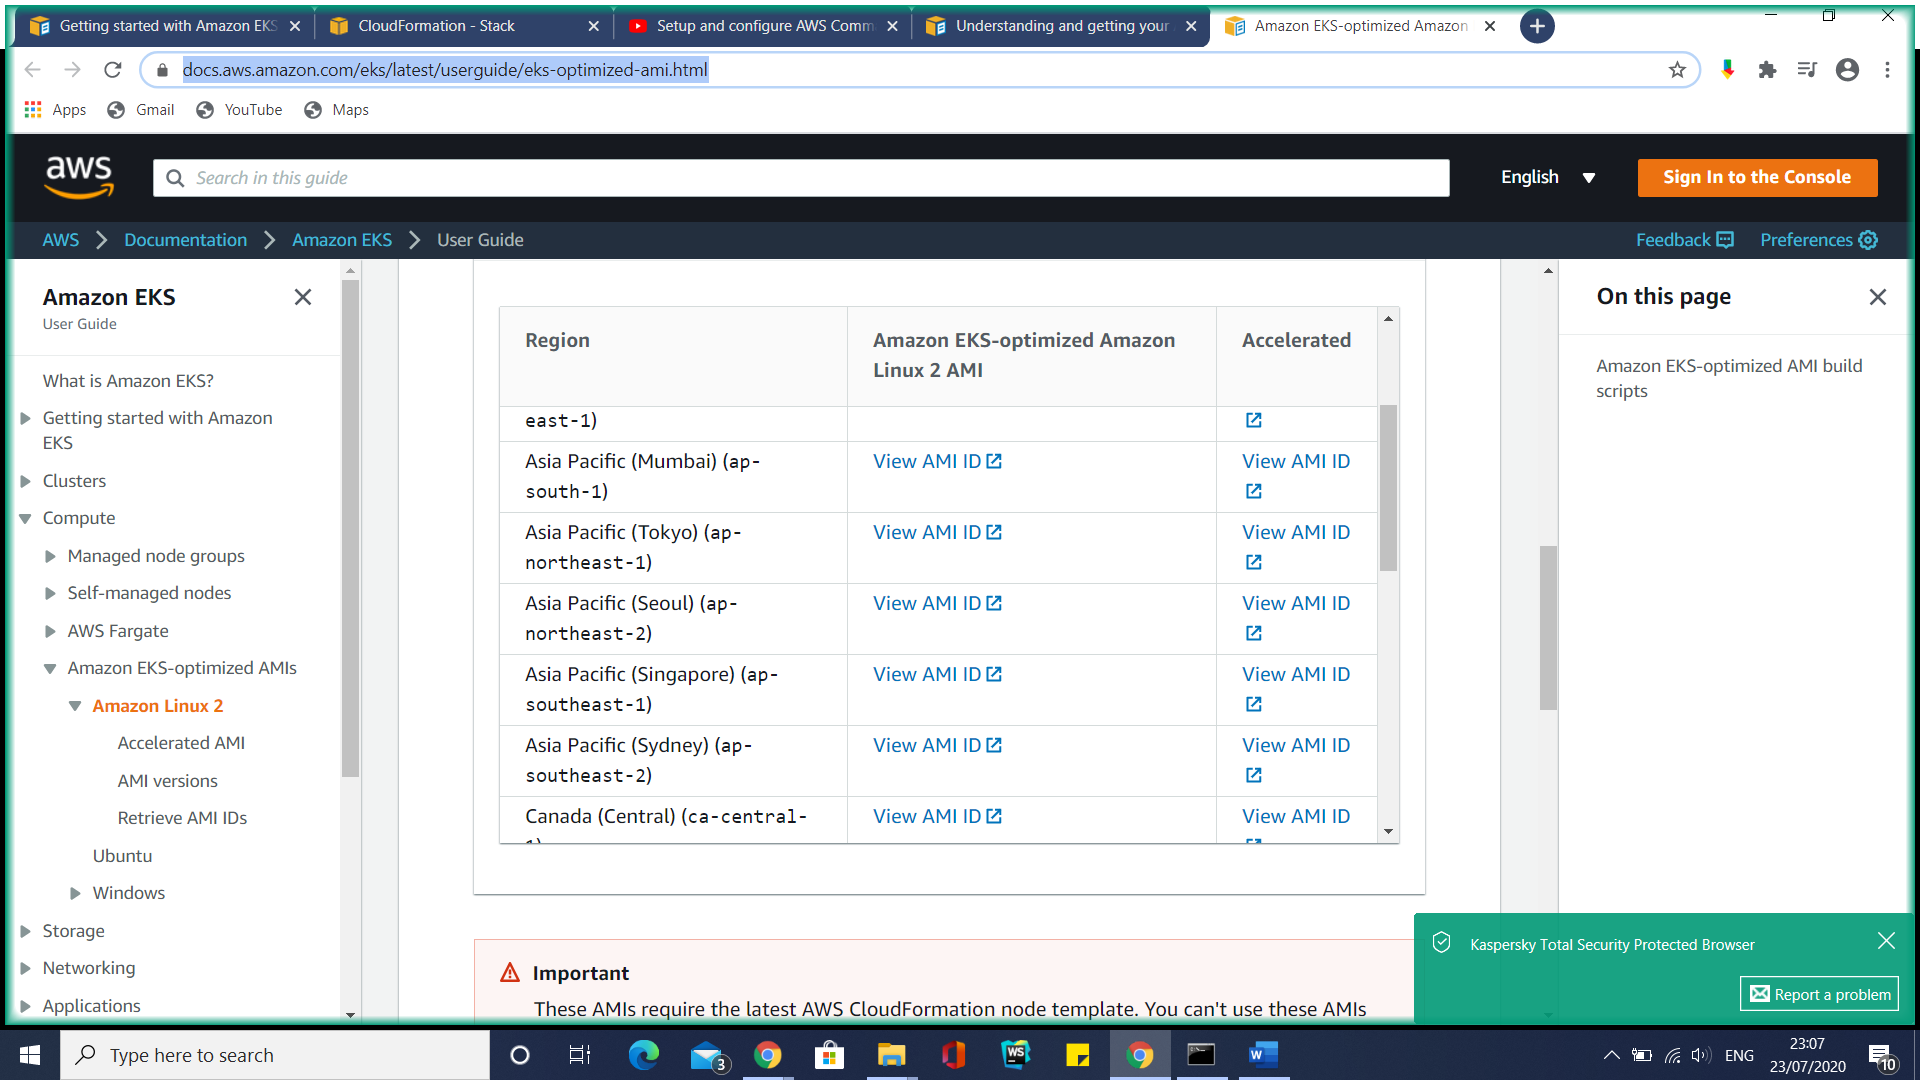 Getting started with Amazon EKS
CloudFormation - Stack
Setup and configure AWS Comm
Understanding and getting your
Amazon EKS-optimized Amazon
docs.aws.amazon.com/eks/latest/userguide/eks-optimized-ami.html
Apps
Gmail
YouTube
Maps
aws
Search in this guide
English
Sign In to the Console
AWS
Documentation
Amazon EKS
User Guide
Feedback
Preferences
Amazon EKS
User Guide
What is Amazon EKS?
Getting started with Amazon
EKS
Clusters
Compute
Managed node groups
Self-managed nodes
AWS Fargate
Amazon EKS-optimized AMIs
Amazon Linux 2
Accelerated AMI
AMI versions
Retrieve AMI IDs
Ubuntu
Windows
Storage
Networking
Applications
Region
Amazon EKS-optimized Amazon
Linux 2 AMI
Accelerated
east-1)
Asia Pacific (Mumbai) (ap-
south-1)
View AMI ID
View AMI ID
Asia Pacific (Tokyo) (ap-
northeast-1)
View AMI ID
View AMI ID
Asia Pacific (Seoul) (ap-
northeast-2)
View AMI ID
View AMI ID
Asia Pacific (Singapore) (ap-
southeast-1)
View AMI ID
View AMI ID
Asia Pacific (Sydney) (ap-
southeast-2)
View AMI ID
View AMI ID
Canada (Central) (ca-central-
View AMI ID
View AMI ID
Important
These AMIs require the latest AWS CloudFormation node template. You can't use these AMIs
On this page
Amazon EKS-optimized AMI build
scripts
Kaspersky Total Security Protected Browser
Report a problem
Type here to search
3
WS
W
ENG
23:07
23/07/2020
10